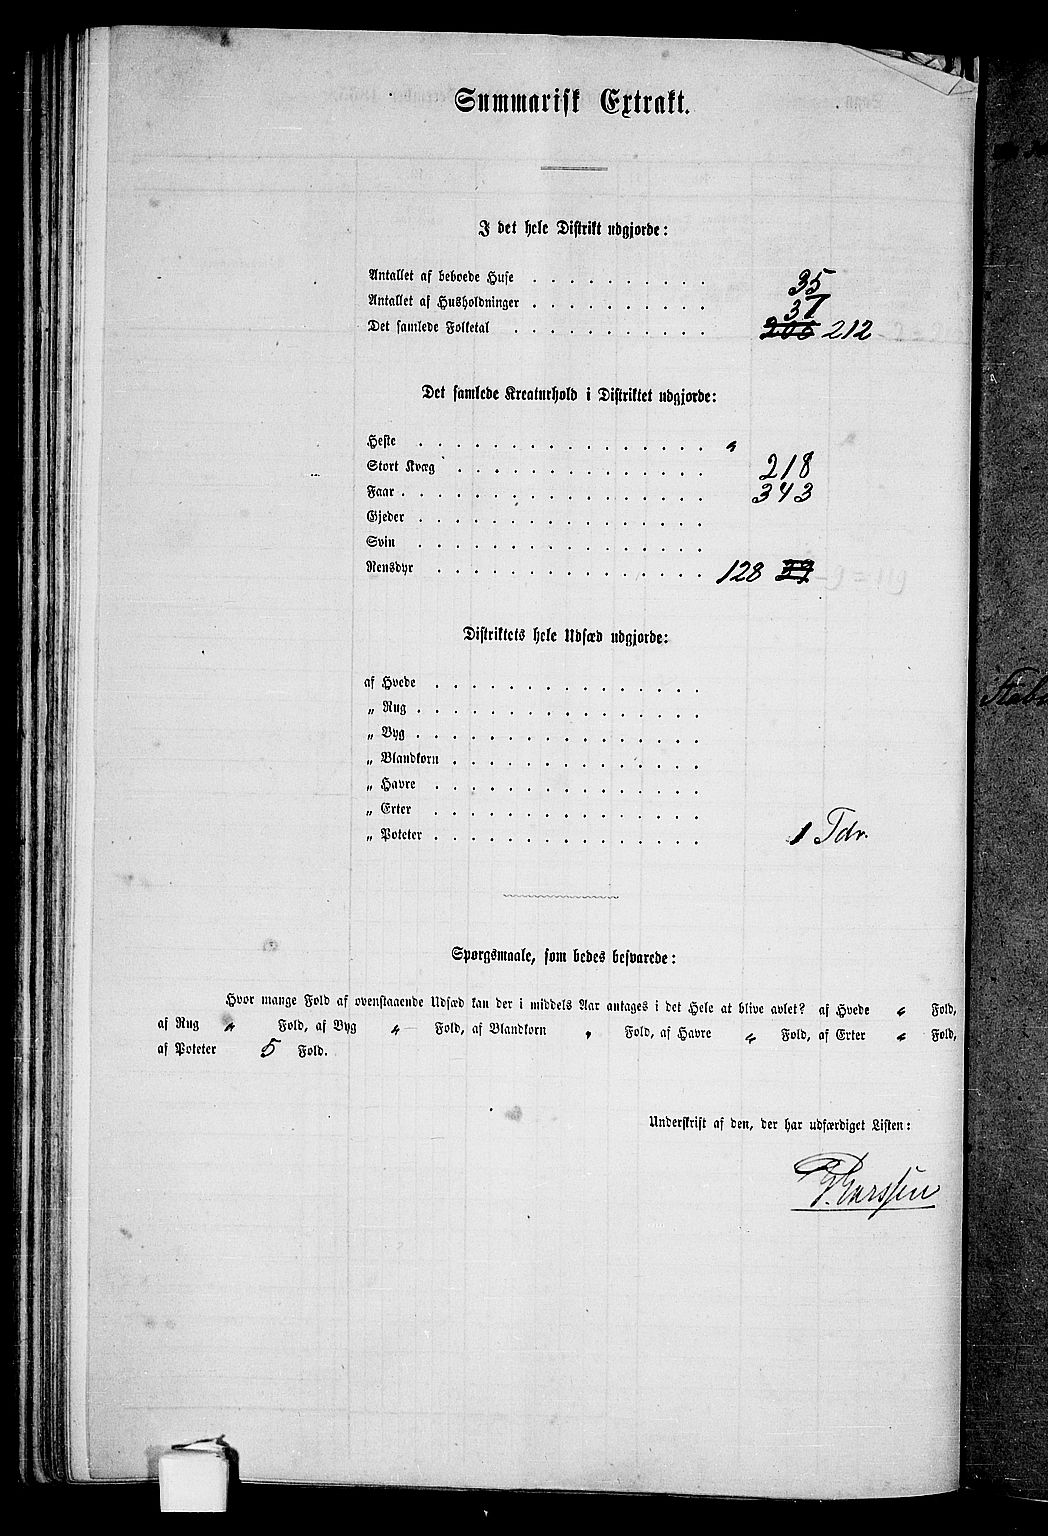 Summarisk Extrakt.
I det hele Distrikt udgjorde:
Antallet af beboede Huse . . . . . . . . . . 35
Antallet af Husholdninger . . . . . . . . . . 37
Det samlede Folketal . . . . . . . . . . . 206 212
Det samlede Kreaturhold i Distriktet udgjorde:
Heste . . . . . . . . . . . . . . . . "
Stort Kvæg . . . . . . . . . . . . . . 218
Faar . . . . . . . . . . . . . . . . . 343
Gjeder . . . . . . . . . . . . . . . .
Svin . . . . . . . . . . . . . . . .
Rensdyr . . . . . . . . . . . . . . . 128 39
Distriktets hele Udsæd udgjorde:
af Hvede . . . . . . . . . . . . . . .
„ Rug . . . . . . . . . . . . . . . .
„ Byg . . . . . . . . . . . . . . . .
„ Blandkorn . . . . . . . . . . . . . .
„ Havre . . . . . . . . . . . . . . .
„ Erter . . . . . . . . . . . . . . .
„ Poteter . . . . . . . . . . . . . . . 1 Tdr.
Spørgsmaale, som bedes besvarede:
Hvor mange Fold af ovenstaaende Udsæd kan der i middels Aar antages i det Hele at blive avlet? af Hvede " Fold,
af Rug " Fold, af Byg " Fold, af Blandkorn " Fold, af Havre " Fold, af Erter " Fold,
af Poteter 5 Fold.
Underskrift af den, der har udfærdiget Listen: